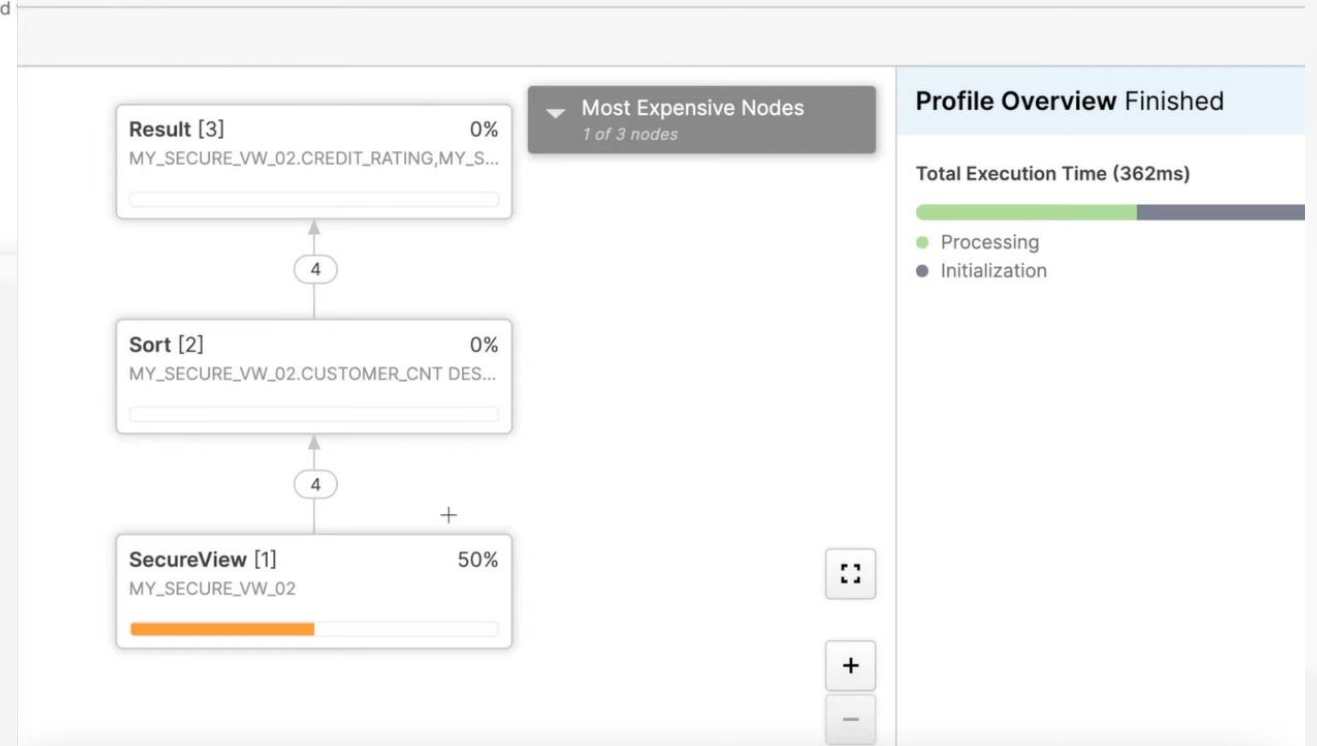 d
Result [3] 0%
MY_SECURE_VW_02.CREDIT_RATING,MY_S...
4
Sort [2] 0%
MY_SECURE_VW_02.CUSTOMER_CNT DES...
4
SecureView [1] 50%
MY_SECURE_VW_02
Most Expensive Nodes
1 of 3 nodes
+
−
Profile Overview Finished
Total Execution Time (362ms)
Processing
Initialization